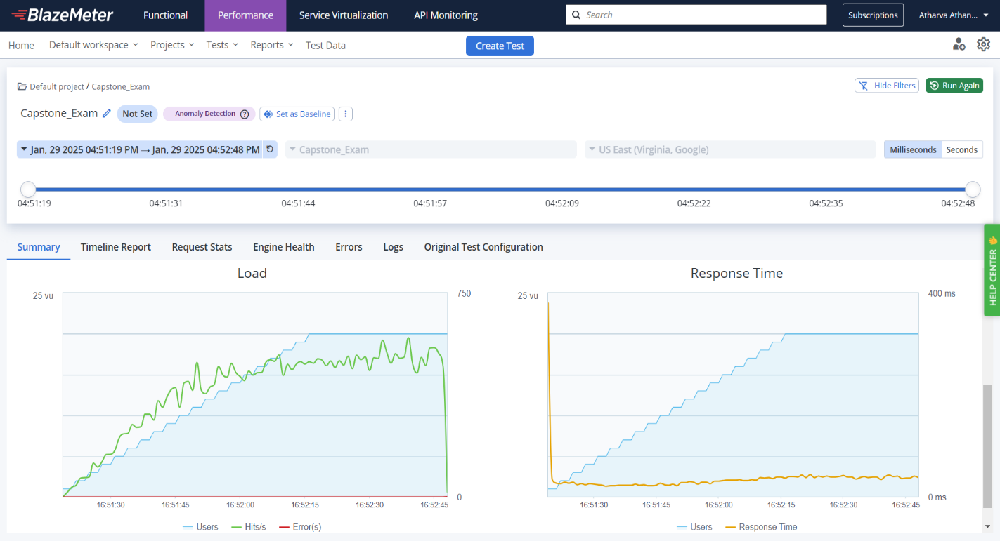 BlazeMeter Functional Performance Service Virtualization API Monitoring Search Subscriptions Atharva Athan...
Home Default workspace Projects Tests Reports Test Data Create Test
Default project / Capstone_Exam Hide Filters Run Again
Capstone_Exam Not Set Anomaly Detection ? Set as Baseline
Jan, 29 2025 04:51:19 PM → Jan, 29 2025 04:52:48 PM Capstone_Exam US East (Virginia, Google) Milliseconds Seconds
04:51:19 04:51:31 04:51:44 04:51:57 04:52:09 04:52:22 04:52:35 04:52:48
HELP CENTER
Summary Timeline Report Request Stats Engine Health Errors Logs Original Test Configuration
Load
25 vu 750
0
16:51:30 16:51:45 16:52:00 16:52:15 16:52:30 16:52:45
Users Hits/s Error(s)
Response Time
25 vu 400 ms
0 ms
16:51:30 16:51:45 16:52:00 16:52:15 16:52:30 16:52:45
Users Response Time